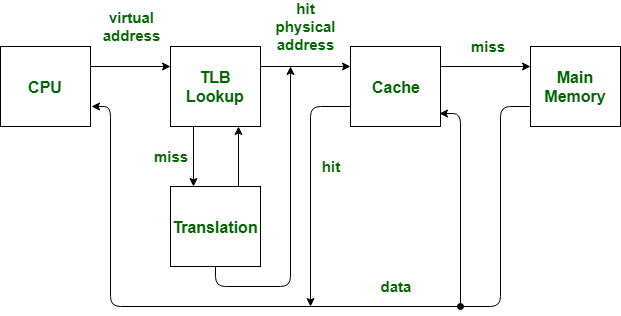 virtual
address
hit
physical
address
miss
CPU
TLB
Lookup
Cache
Main
Memory
miss
hit
Translation
data